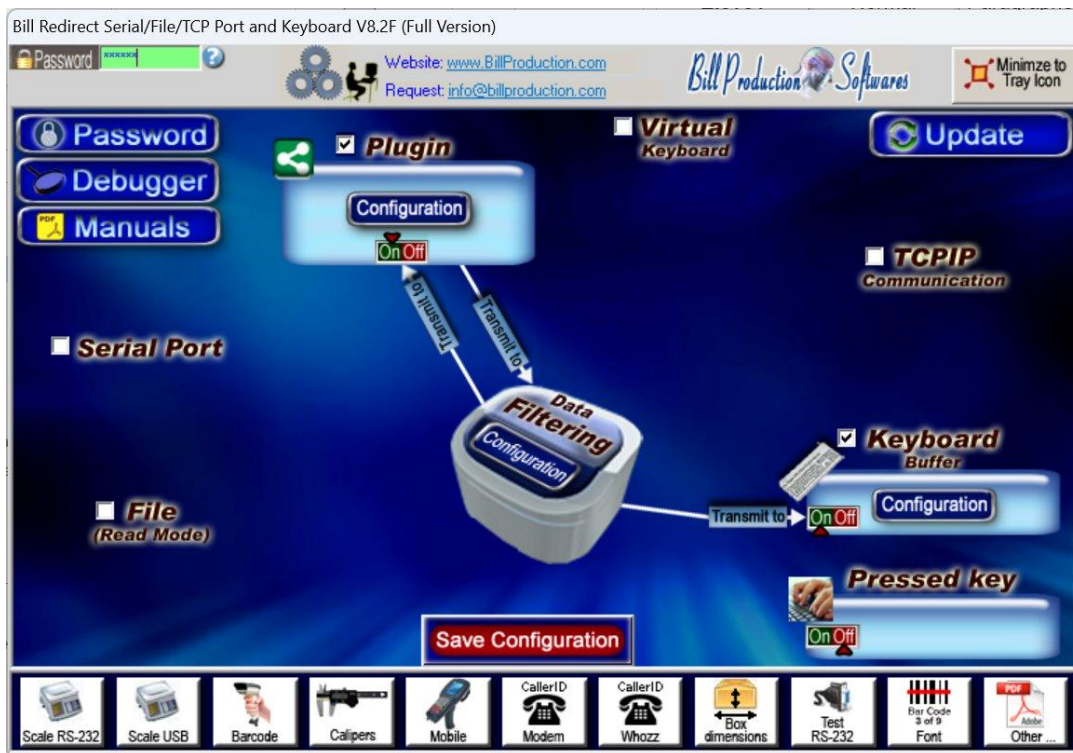 Bill Redirect Serial/File/TCP Port and Keyboard V8.2F (Full Version)
Password xxxxxx ?
Website: www.BillProduction.com
Request: info@billproduction.com
Bill Production Softwares
Minimze to
Tray Icon
Password
Debugger
PDF Manuals
Plugin
Configuration
On Off
Virtual
Keyboard
Update
TCPIP
Communication
Transmit to
Transmit to
Serial Port
Data
Filtering
Configuration
Keyboard
Buffer
Configuration
Transmit to
On Off
File
(Read Mode)
Pressed key
On Off
Save Configuration
Scale RS-232
Scale USB
Barcode
Calipers
Mobile
CallerID
Modem
CallerID
Whozz
Box
dimensions
Test
RS-232
Bar Code
3 of 9
Font
PDF
Adobe
Other ...